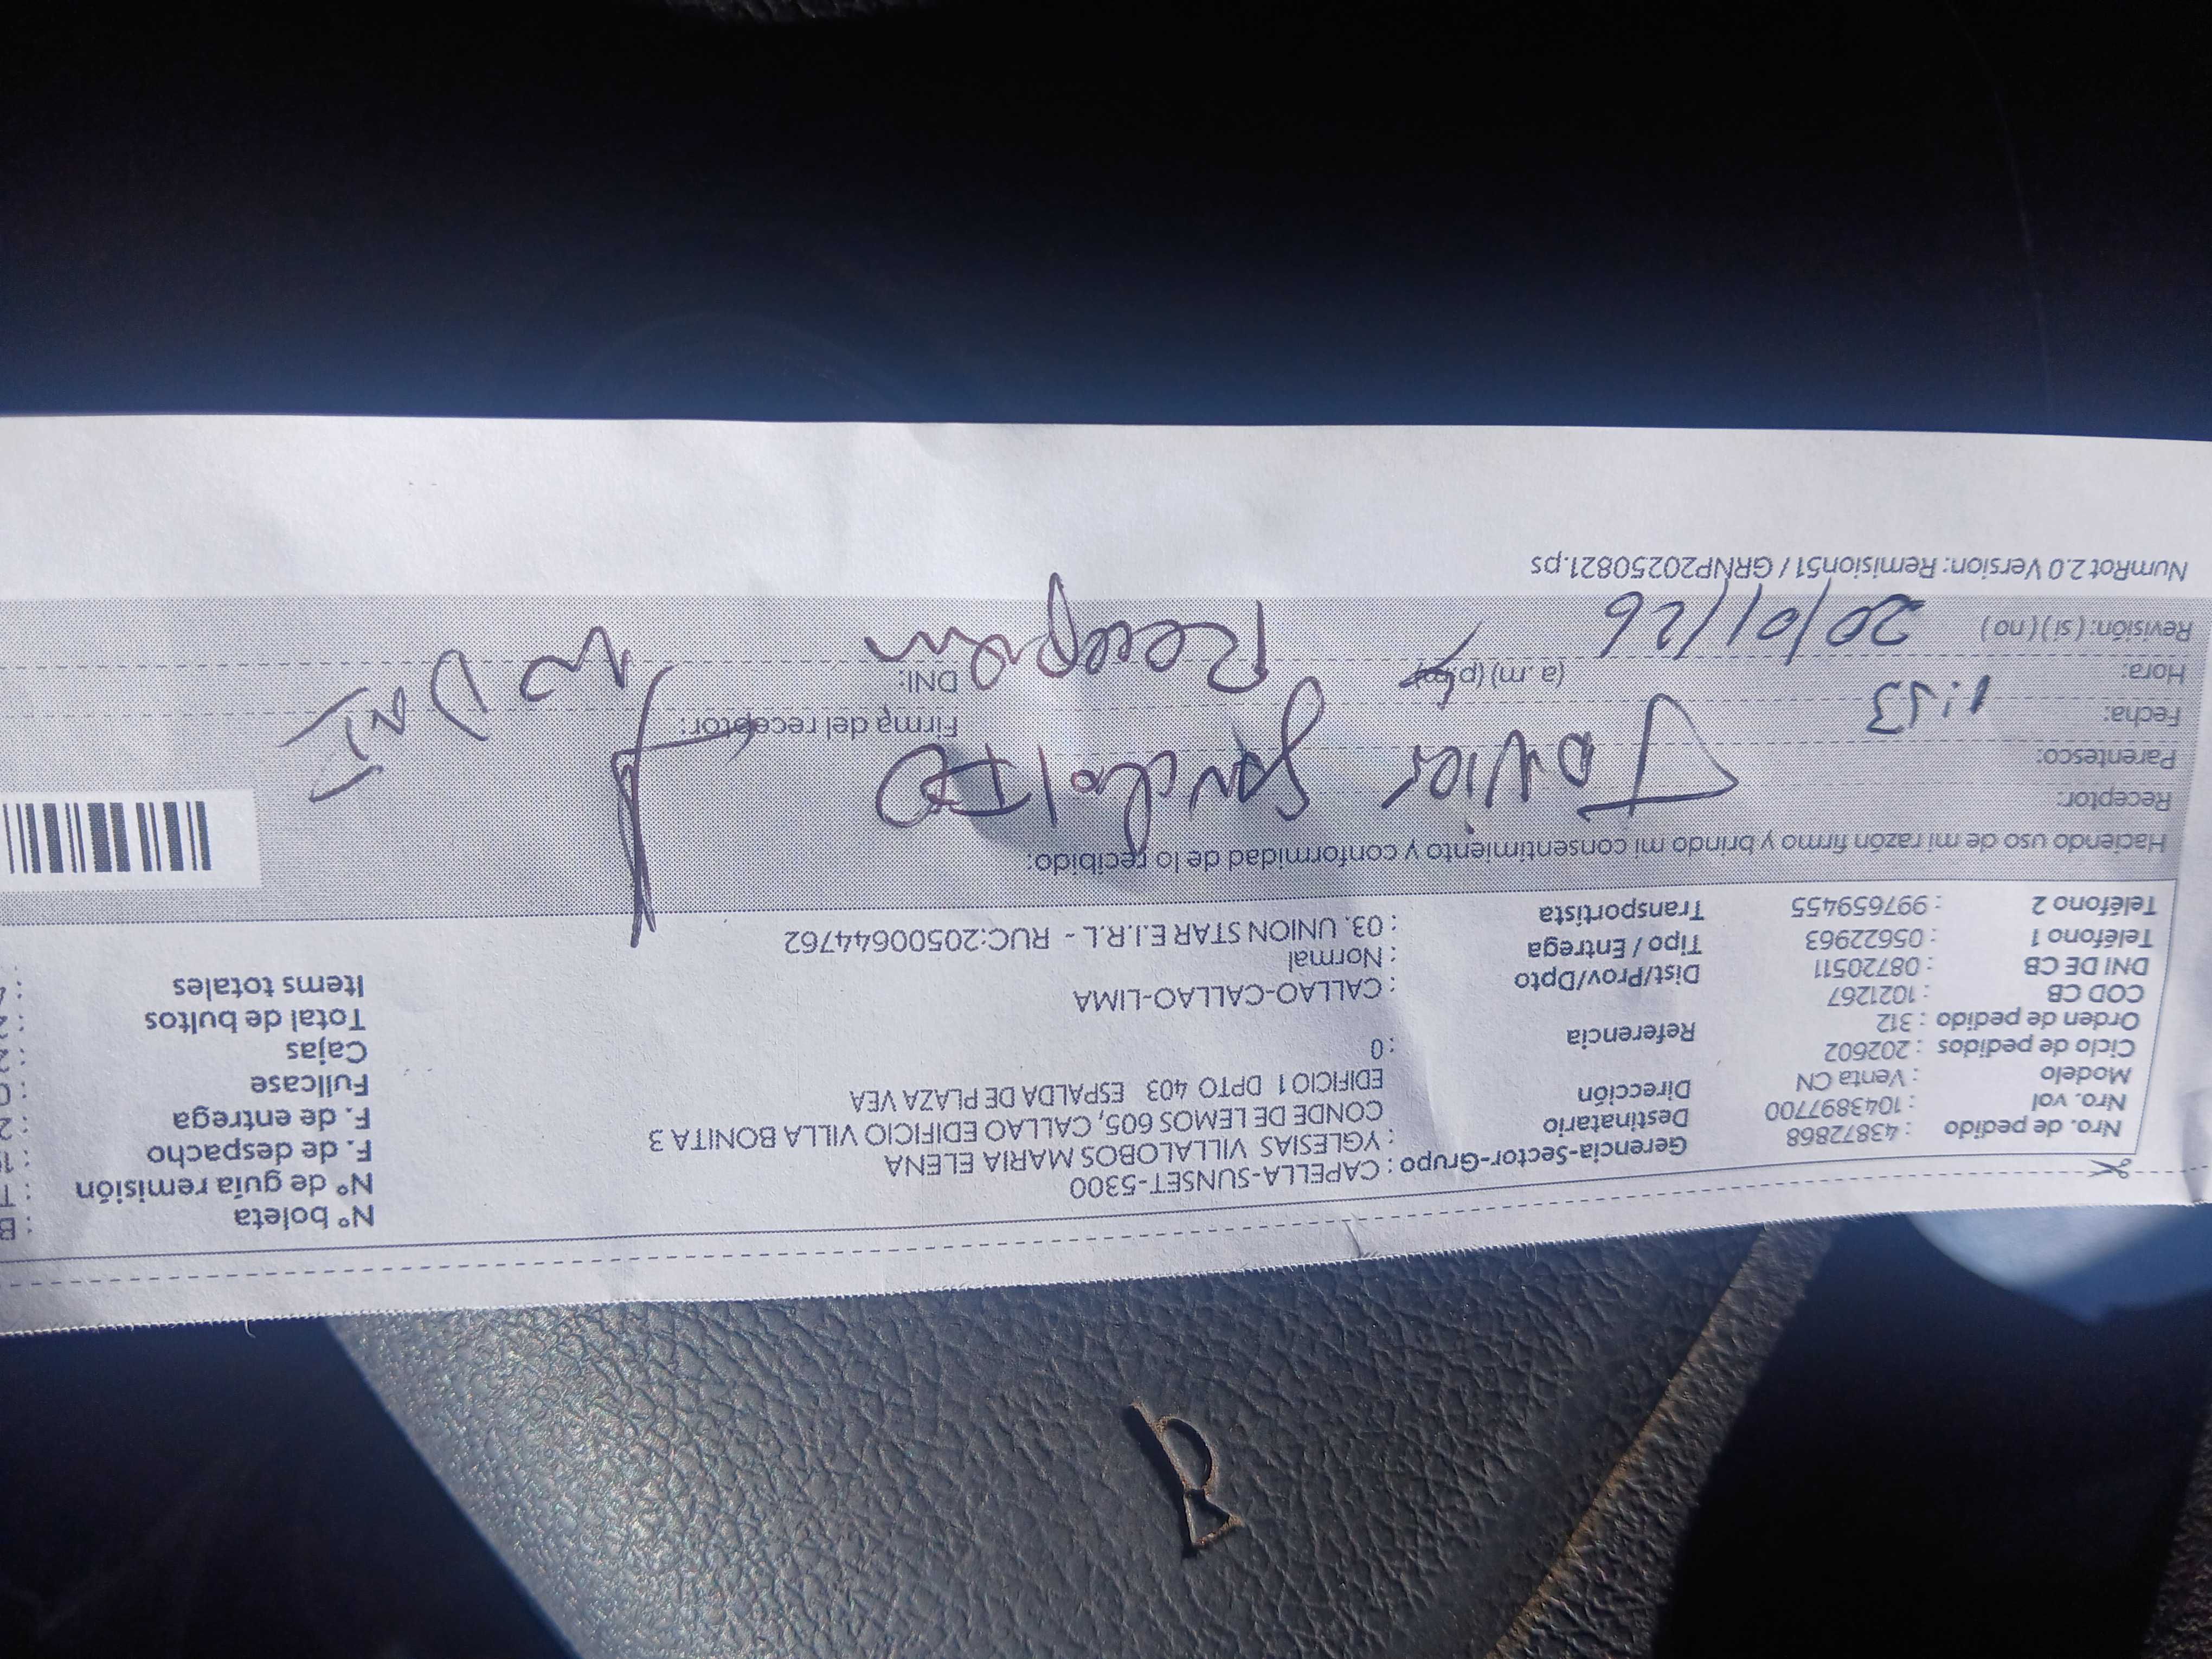 Nro. de pedido : 43872868
Nro. vol : 1043897700
Modelo : Venta CN
Ciclo de pedidos : 202602
Orden de pedido : 312
COD CB : 1021267
DNI DE CB : 08720511
Teléfono 1 : 05622963
Teléfono 2 : 997659455
Gerencia-Sector-Grupo : CAPELLA-SUNSET-5300
Destinatario : YGLESIAS VILLALOBOS MARIA ELENA
Dirección CONDE DE LEMOS 605, CALLAO EDIFICIO VILLA BONITA 3
EDIFICIO 1 DPTO 403 ESPALDA DE PLAZA VEA
Referencia : 0
Dist/Prov/Dpto : CALLAO-CALLAO-LIMA
Tipo / Entrega : Normal
Transportista : 03. UNION STAR E.I.R.L - RUC:20500644762
N° boleta : B
N° de guía remisión : T
F. de despacho : 1
F. de entrega : 2
Fullcase :
Cajas : 2
Total de bultos :
Items totales :
Haciendo uso de mi razón firmo y brindo mi consentimiento y conformidad de lo recibido:
Receptor:
Parentesco: Javier
Fecha: 1:53 Firma del receptor:
Hora: (a.m) (p.m) DNI: NO DNI
Revisión: (si) (no) 20/01/26
NumRot 2.0 Version: Remision51 / GRNP20250821.ps